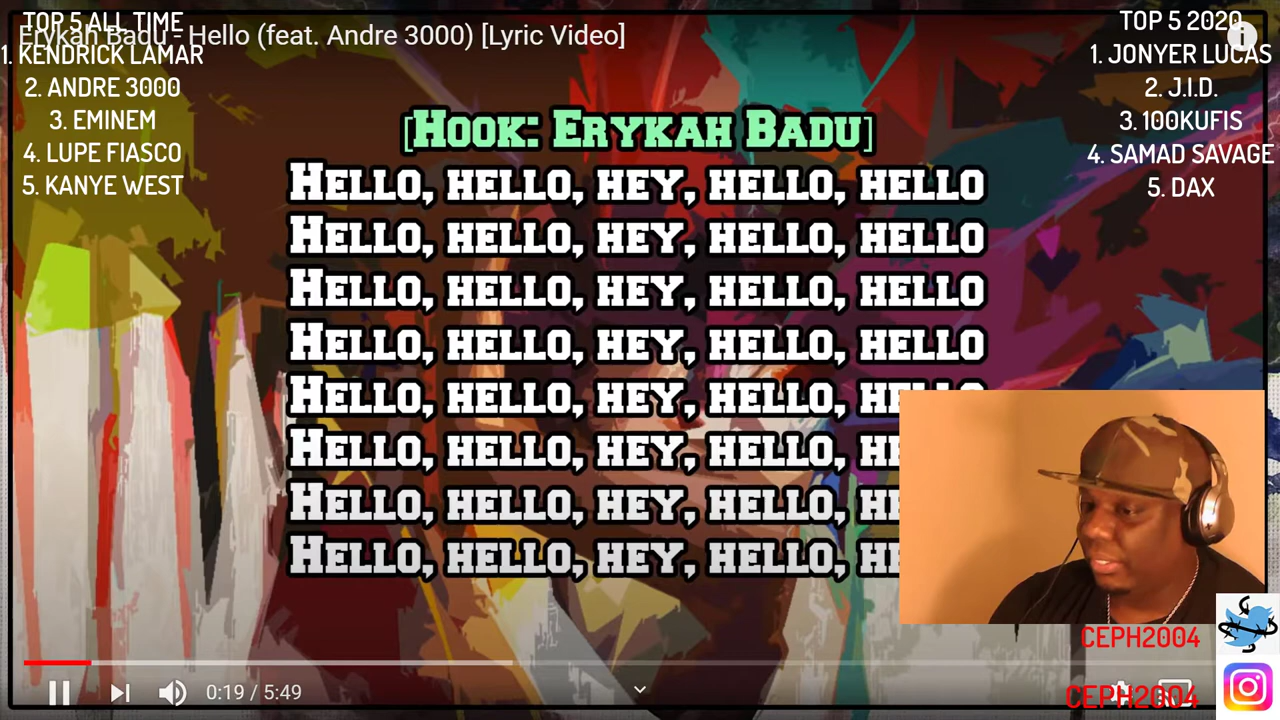 TOP 5 ALL TIME
1. KENDRICK LAMAR
2. ANDRE 3000
3. EMINEM
4. LUPE FIASCO
5. KANYE WEST
Erykah Badu - Hello (feat. Andre 3000) [Lyric Video]
TOP 5 2020
1. JONYER LUCAS
2. J.I.D.
3. 100KUFIS
4. SAMAD SAVAGE
5. DAX
[HOOK: ERYKAH BADU]
HELLO, HELLO, HEY, HELLO, HELLO
HELLO, HELLO, HEY, HELLO, HELLO
HELLO, HELLO, HEY, HELLO, HELLO
HELLO, HELLO, HEY, HELLO, HELLO
HELLO, HELLO, HEY, HELLO, HELLO
HELLO, HELLO, HEY, HELLO, HE
HELLO, HELLO, HEY, HELLO, HE
HELLO, HELLO, HEY, HELLO, HE
CEPH2004
CEPH2004
0:19 / 5:49